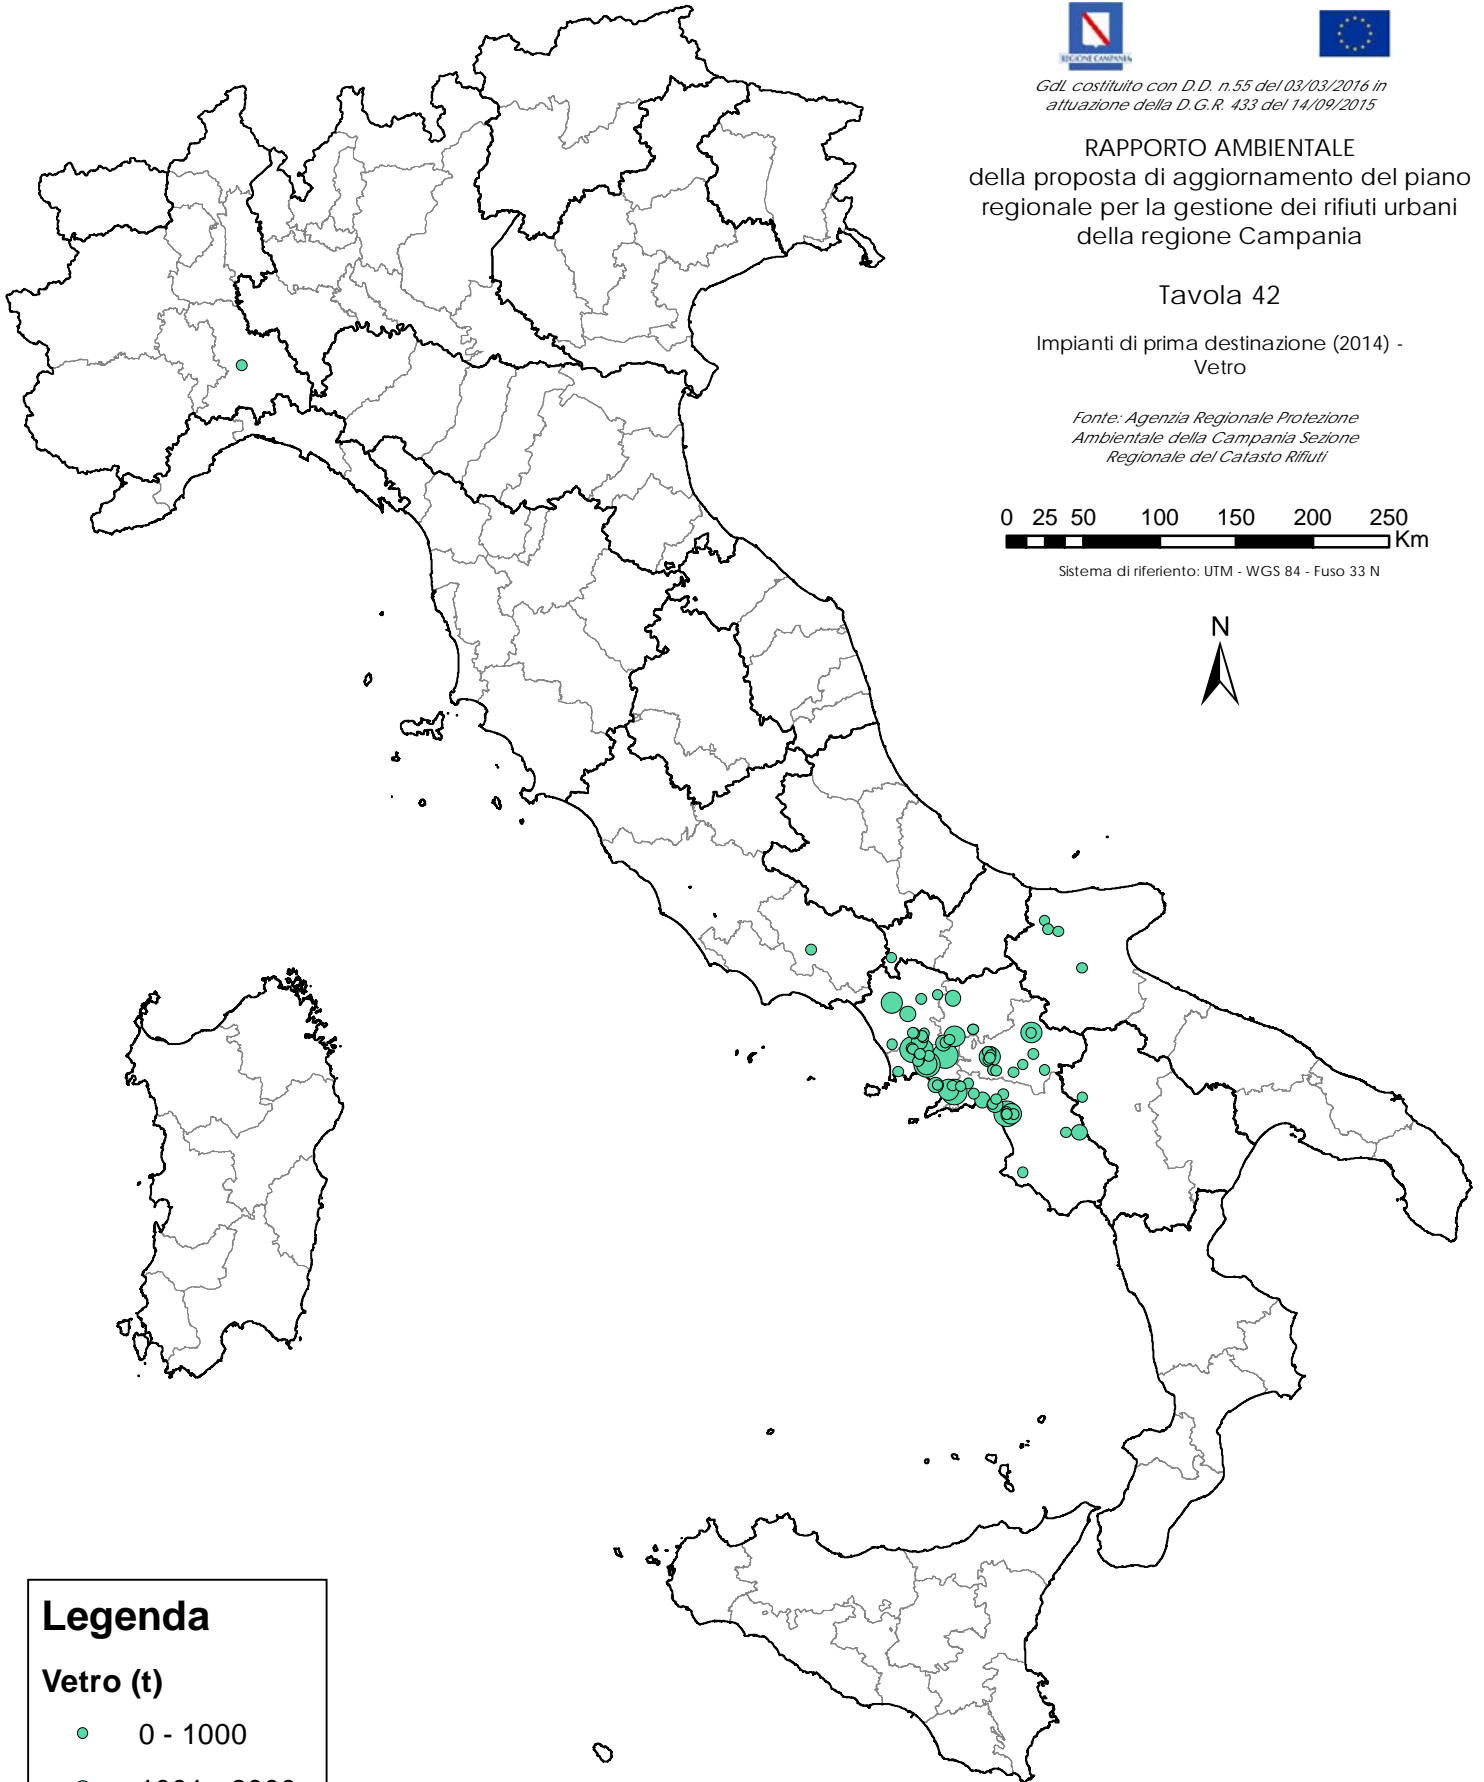 REGIONE CAMPANIA
GdL costituito con D.D. n.55 del 03/03/2016 in
attuazione della D.G.R. 433 del 14/09/2015
RAPPORTO AMBIENTALE
della proposta di aggiornamento del piano
regionale per la gestione dei rifiuti urbani
della regione Campania
Tavola 42
Impianti di prima destinazione (2014) -
Vetro
Fonte: Agenzia Regionale Protezione
Ambientale della Campania Sezione
Regionale del Catasto Rifiuti
0 25 50 100 150 200 250
Km
Sistema di riferiento: UTM - WGS 84 - Fuso 33 N
N
Legenda
Vetro (t)
0 - 1000